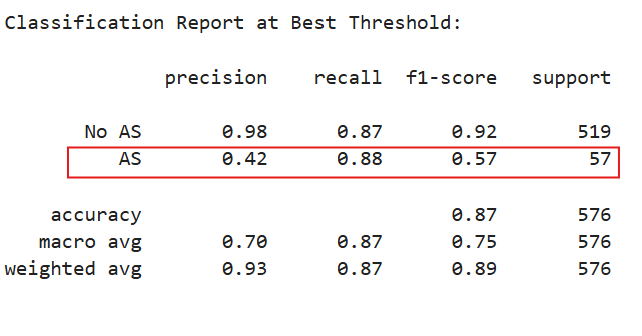 Classification Report at Best Threshold:
precision recall f1-score support
No AS 0.98 0.87 0.92 519
AS 0.42 0.88 0.57 57
accuracy 0.87 576
macro avg 0.70 0.87 0.75 576
weighted avg 0.93 0.87 0.89 576